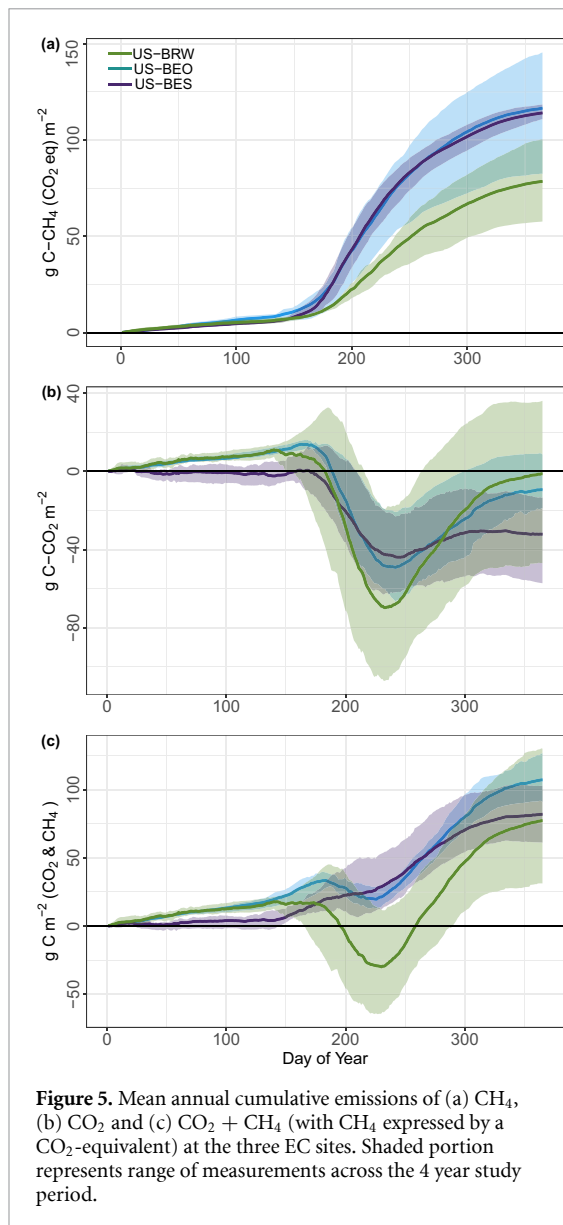 (a)
150
100
50
0
g C−CH₄ (CO₂ eq) m⁻²
US−BRW
US−BEO
US−BES
0 100 200 300
(b)
40
0
−40
−80
g C−CO₂ m⁻²
0 100 200 300
(c)
100
50
0
−50
g C m⁻² (CO₂ & CH₄)
0 100 200 300
Day of Year
Figure 5. Mean annual cumulative emissions of (a) CH₄,
(b) CO₂ and (c) CO₂ + CH₄ (with CH₄ expressed by a
CO₂-equivalent) at the three EC sites. Shaded portion
represents range of measurements across the 4 year study
period.